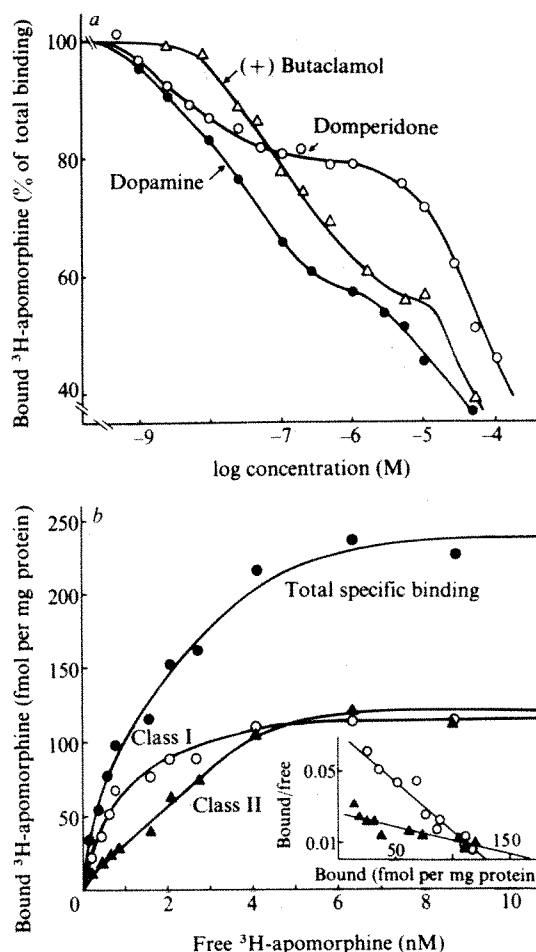 a
Bound ³H-apomorphine (% of total binding)
100
80
60
40
(+) Butaclamol
Domperidone
Dopamine
-9 -7 -6 -5 -4
log concentration (M)
b
Bound ³H-apomorphine (fmol per mg protein)
250
200
150
100
50
Total specific binding
Class I
Class II
Bound/free
0.05
0.01
50 150
Bound (fmol per mg protein)
0 2 4 6 8 10
Free ³H-apomorphine (nM)